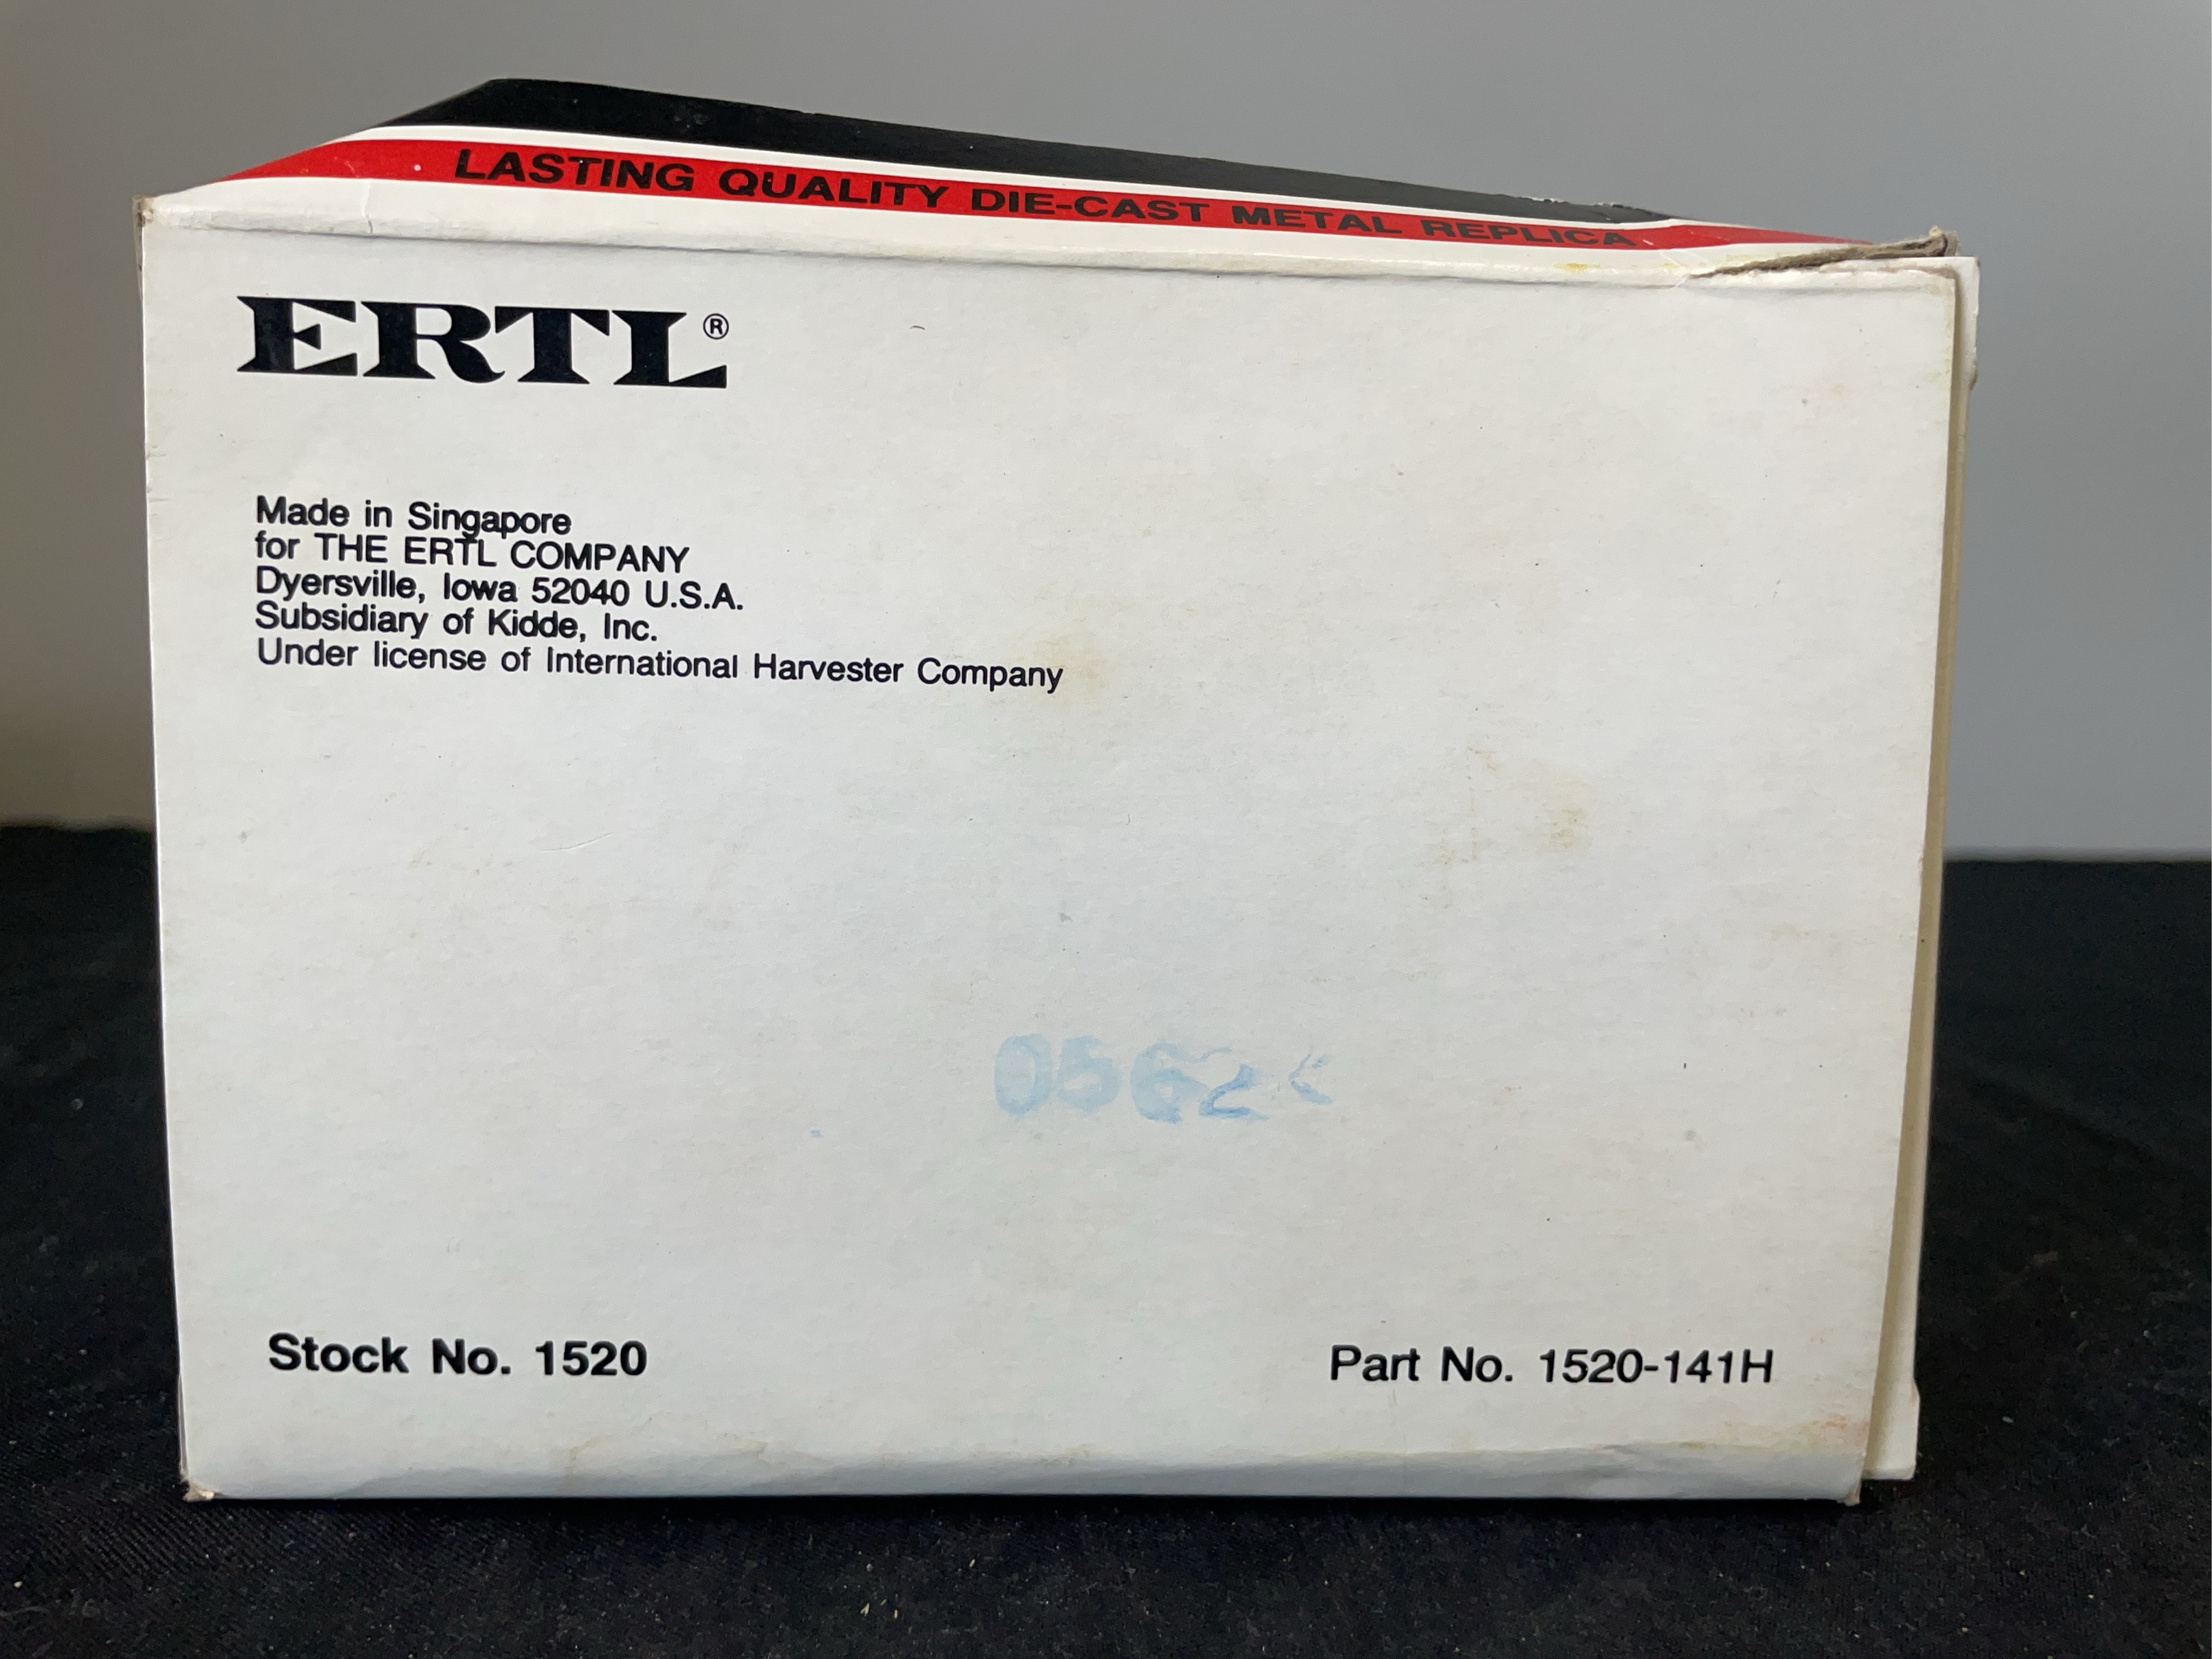 LASTING QUALITY DIE-CAST METAL REPLICA
ERTL®
Made in Singapore
for THE ERTL COMPANY
Dyersville, Iowa 52040 U.S.A.
Subsidiary of Kidde, Inc.
Under license of International Harvester Company
Stock No. 1520
Part No. 1520-141H